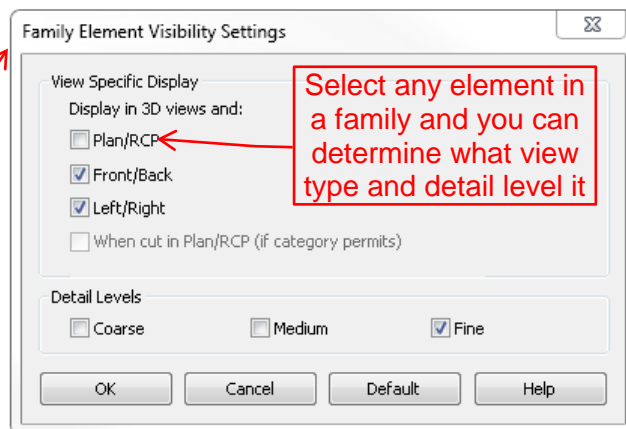 Family Element Visibility Settings
View Specific Display
Display in 3D views and:
Plan/RCP
Front/Back
Left/Right
When cut in Plan/RCP (if category permits)
Select any element in
a family and you can
determine what view
type and detail level it
Detail Levels
Coarse Medium Fine
OK Cancel Default Help